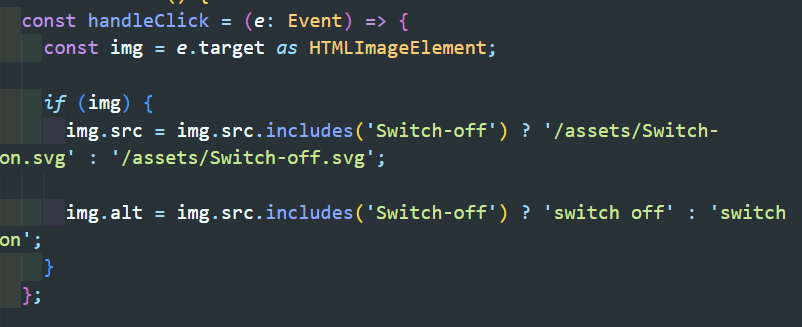 const handleClick = (e: Event) => {
const img = e.target as HTMLImageElement;
if (img) {
img.src = img.src.includes('Switch-off') ? '/assets/Switch-
on.svg' : '/assets/Switch-off.svg';
img.alt = img.src.includes('Switch-off') ? 'switch off' : 'switch
on';
}
};